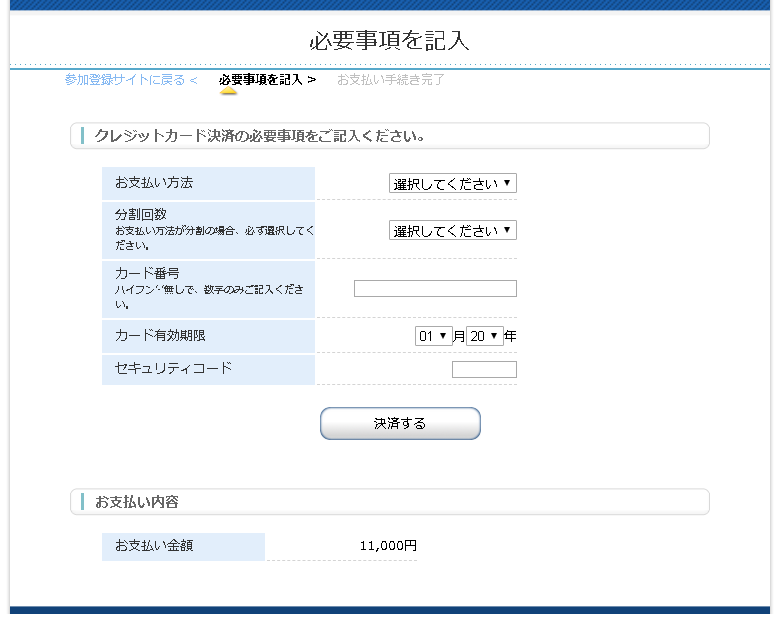 必要事項を記入
参加登録サイトに戻る < 必要事項を記入 > お支払い手続き完了
クレジットカード決済の必要事項をご記入ください。
お支払い方法 選択してください
分割回数
お支払い方法が分割の場合、必ず選択してく
ださい。
選択してください
カード番号
ハイフン'-'無しで、数字のみご記入くださ
い。
カード有効期限 01 月 20 年
セキュリティコード
決済する
お支払い内容
お支払い金額 11,000円